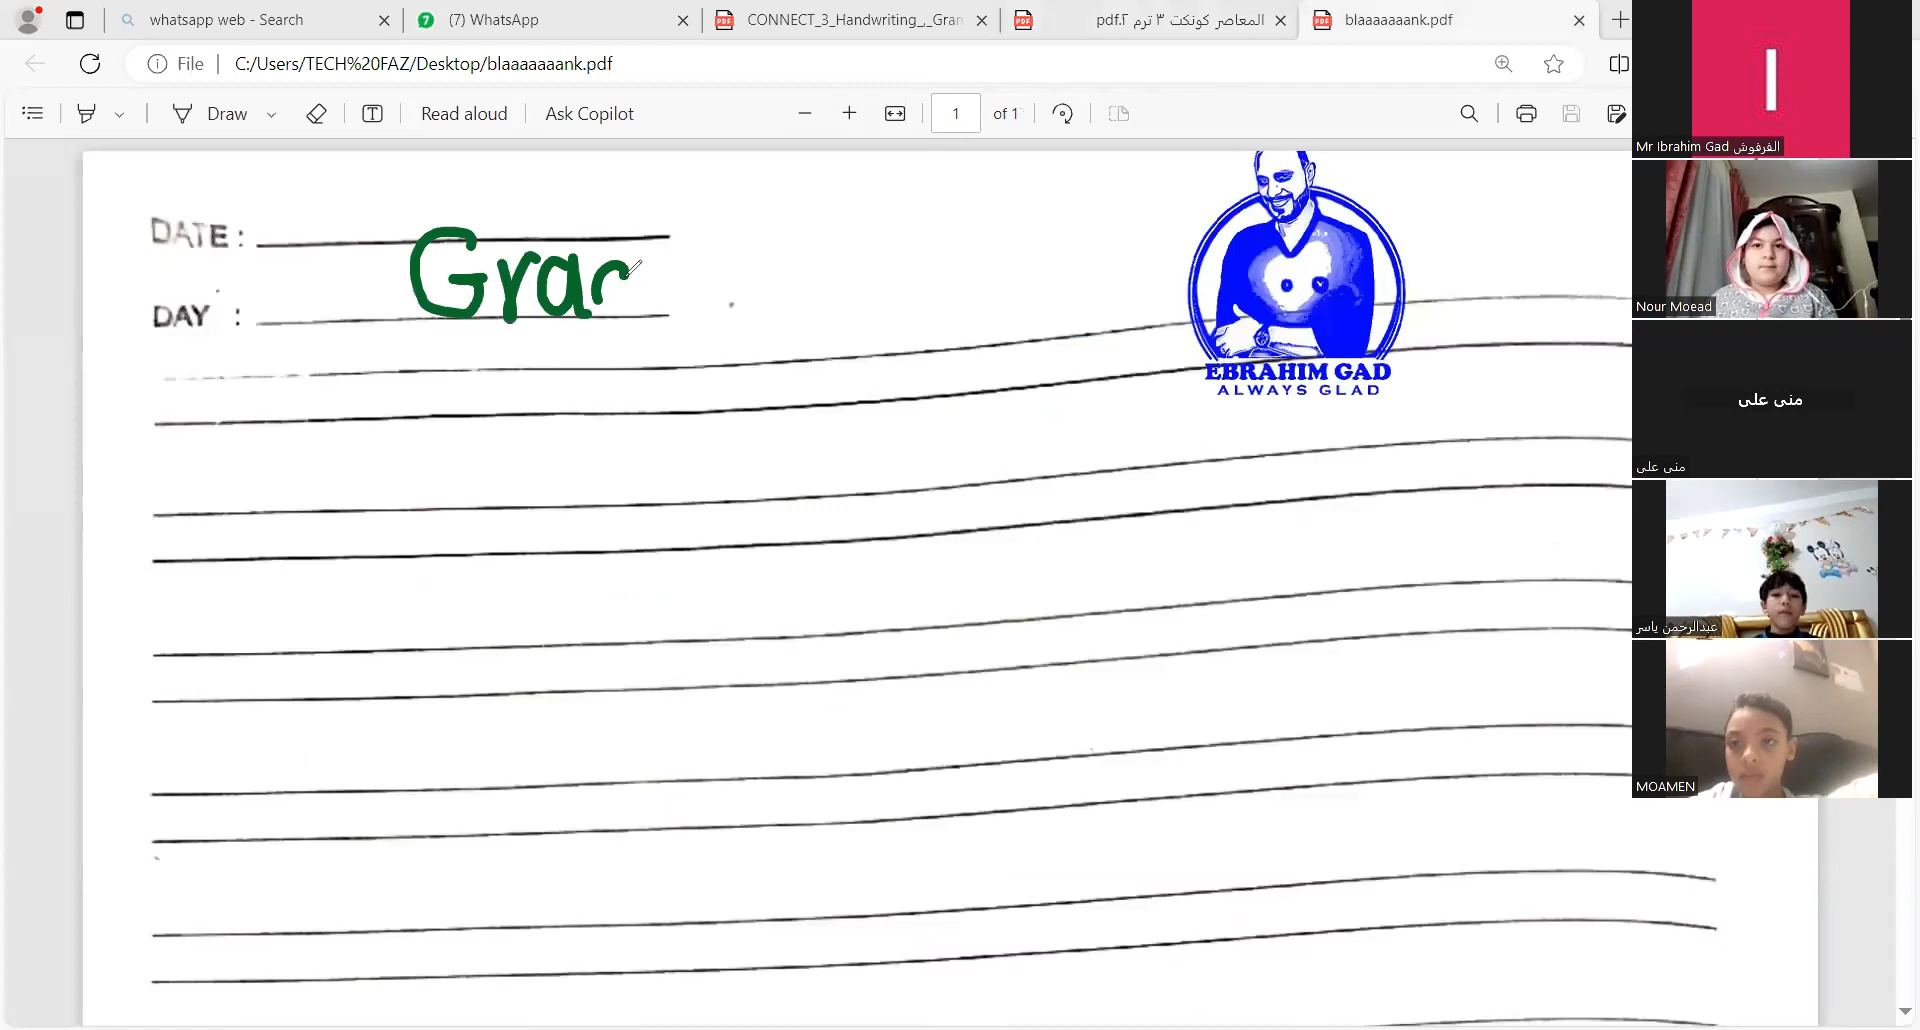 whatsapp web - Search
(7) WhatsApp
CONNECT_3_Handwriting_,_Gran
المعاصر كونكت ٣ ترم ٢.pdf
blaaaaaaank.pdf
File
C:/Users/TECH%20FAZ/Desktop/blaaaaaaank.pdf
Draw
Read aloud
Ask Copilot
1
of 1
DATE :
DAY :
Grar
EBRAHIM GAD
ALWAYS GLAD
Mr Ibrahim Gad الفرفوش
Nour Moead
منى على
منى على
عبدالرحمن ياسر
MOAMEN